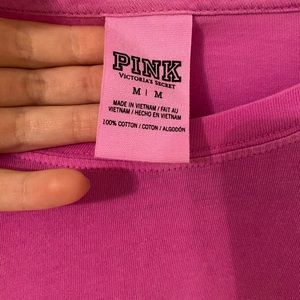 PINK
VICTORIA'S SECRET
M | M
MADE IN VIETNAM / FAIT AU
VIETNAM / HECHO EN VIETNAM
100% COTTON / COTON / ALGODÓN